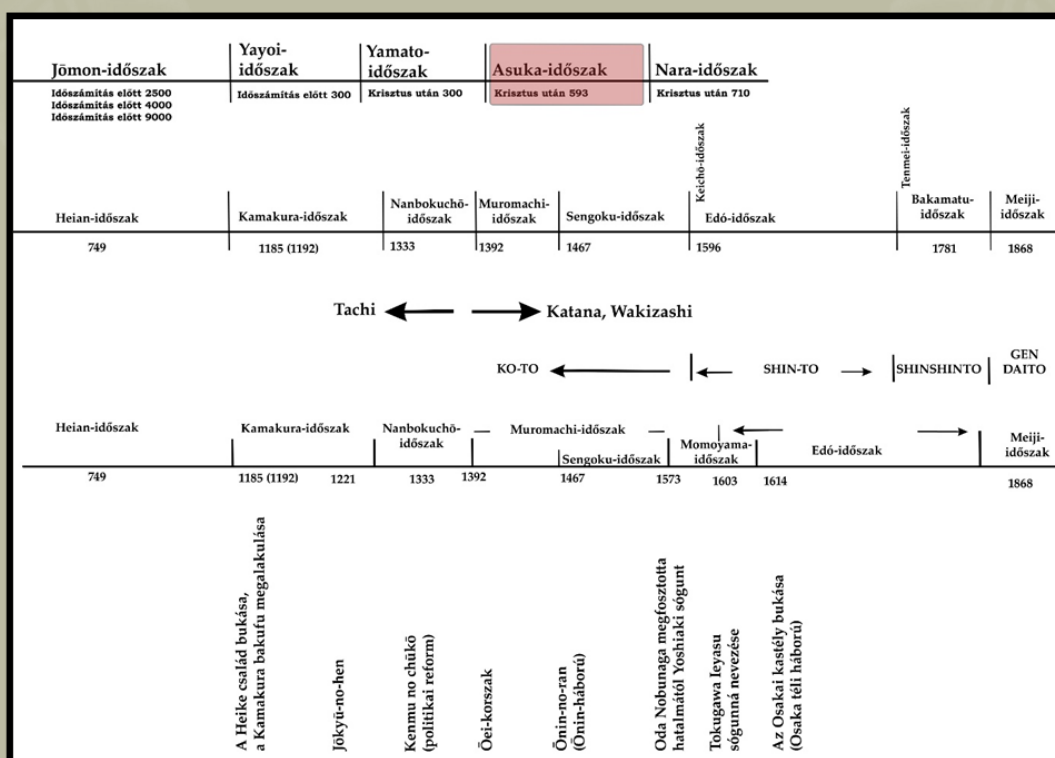 Jōmon-időszak
Időszámítás előtt 2500
Időszámítás előtt 4000
Időszámítás előtt 9000
Yayoi-
időszak
Időszámítás előtt 300
Yamato-
időszak
Krisztus után 300
Asuka-időszak
Krisztus után 593
Nara-időszak
Krisztus után 710
Heian-időszak
749
Kamakura-időszak
1185 (1192)
Nanbokuchō-
időszak
1333
Muromachi-
időszak
1392
Sengoku-időszak
1467
Keichō-időszak
Edó-időszak
1596
Tenmei-időszak
Bakamatu-
időszak
1781
Meiji-
időszak
1868
Tachi
Katana, Wakizashi
KO-TO
SHIN-TO
SHINSHINTO
GEN
DAITO
Heian-időszak
749
Kamakura-időszak
1185 (1192)
1221
Nanbokuchō-
időszak
1333
1392
Muromachi-időszak
Sengoku-időszak
1467
1573
Momoyama-
időszak
1603
1614
Edó-időszak
Meiji-
időszak
1868
A Heike család bukása,
a Kamakura bakufu megalakulása
Jōkyū-no-hen
Kenmu no chūkō
(politikai reform)
Ōei-korszak
Ōnin-no-ran
(Ōnin-háború)
Oda Nobunaga megfosztotta
hatalmától Yoshiaki sógunt
Tokugawa Ieyasu
sógunná nevezése
Az Osakai kastély bukása
(Osaka téli háború)